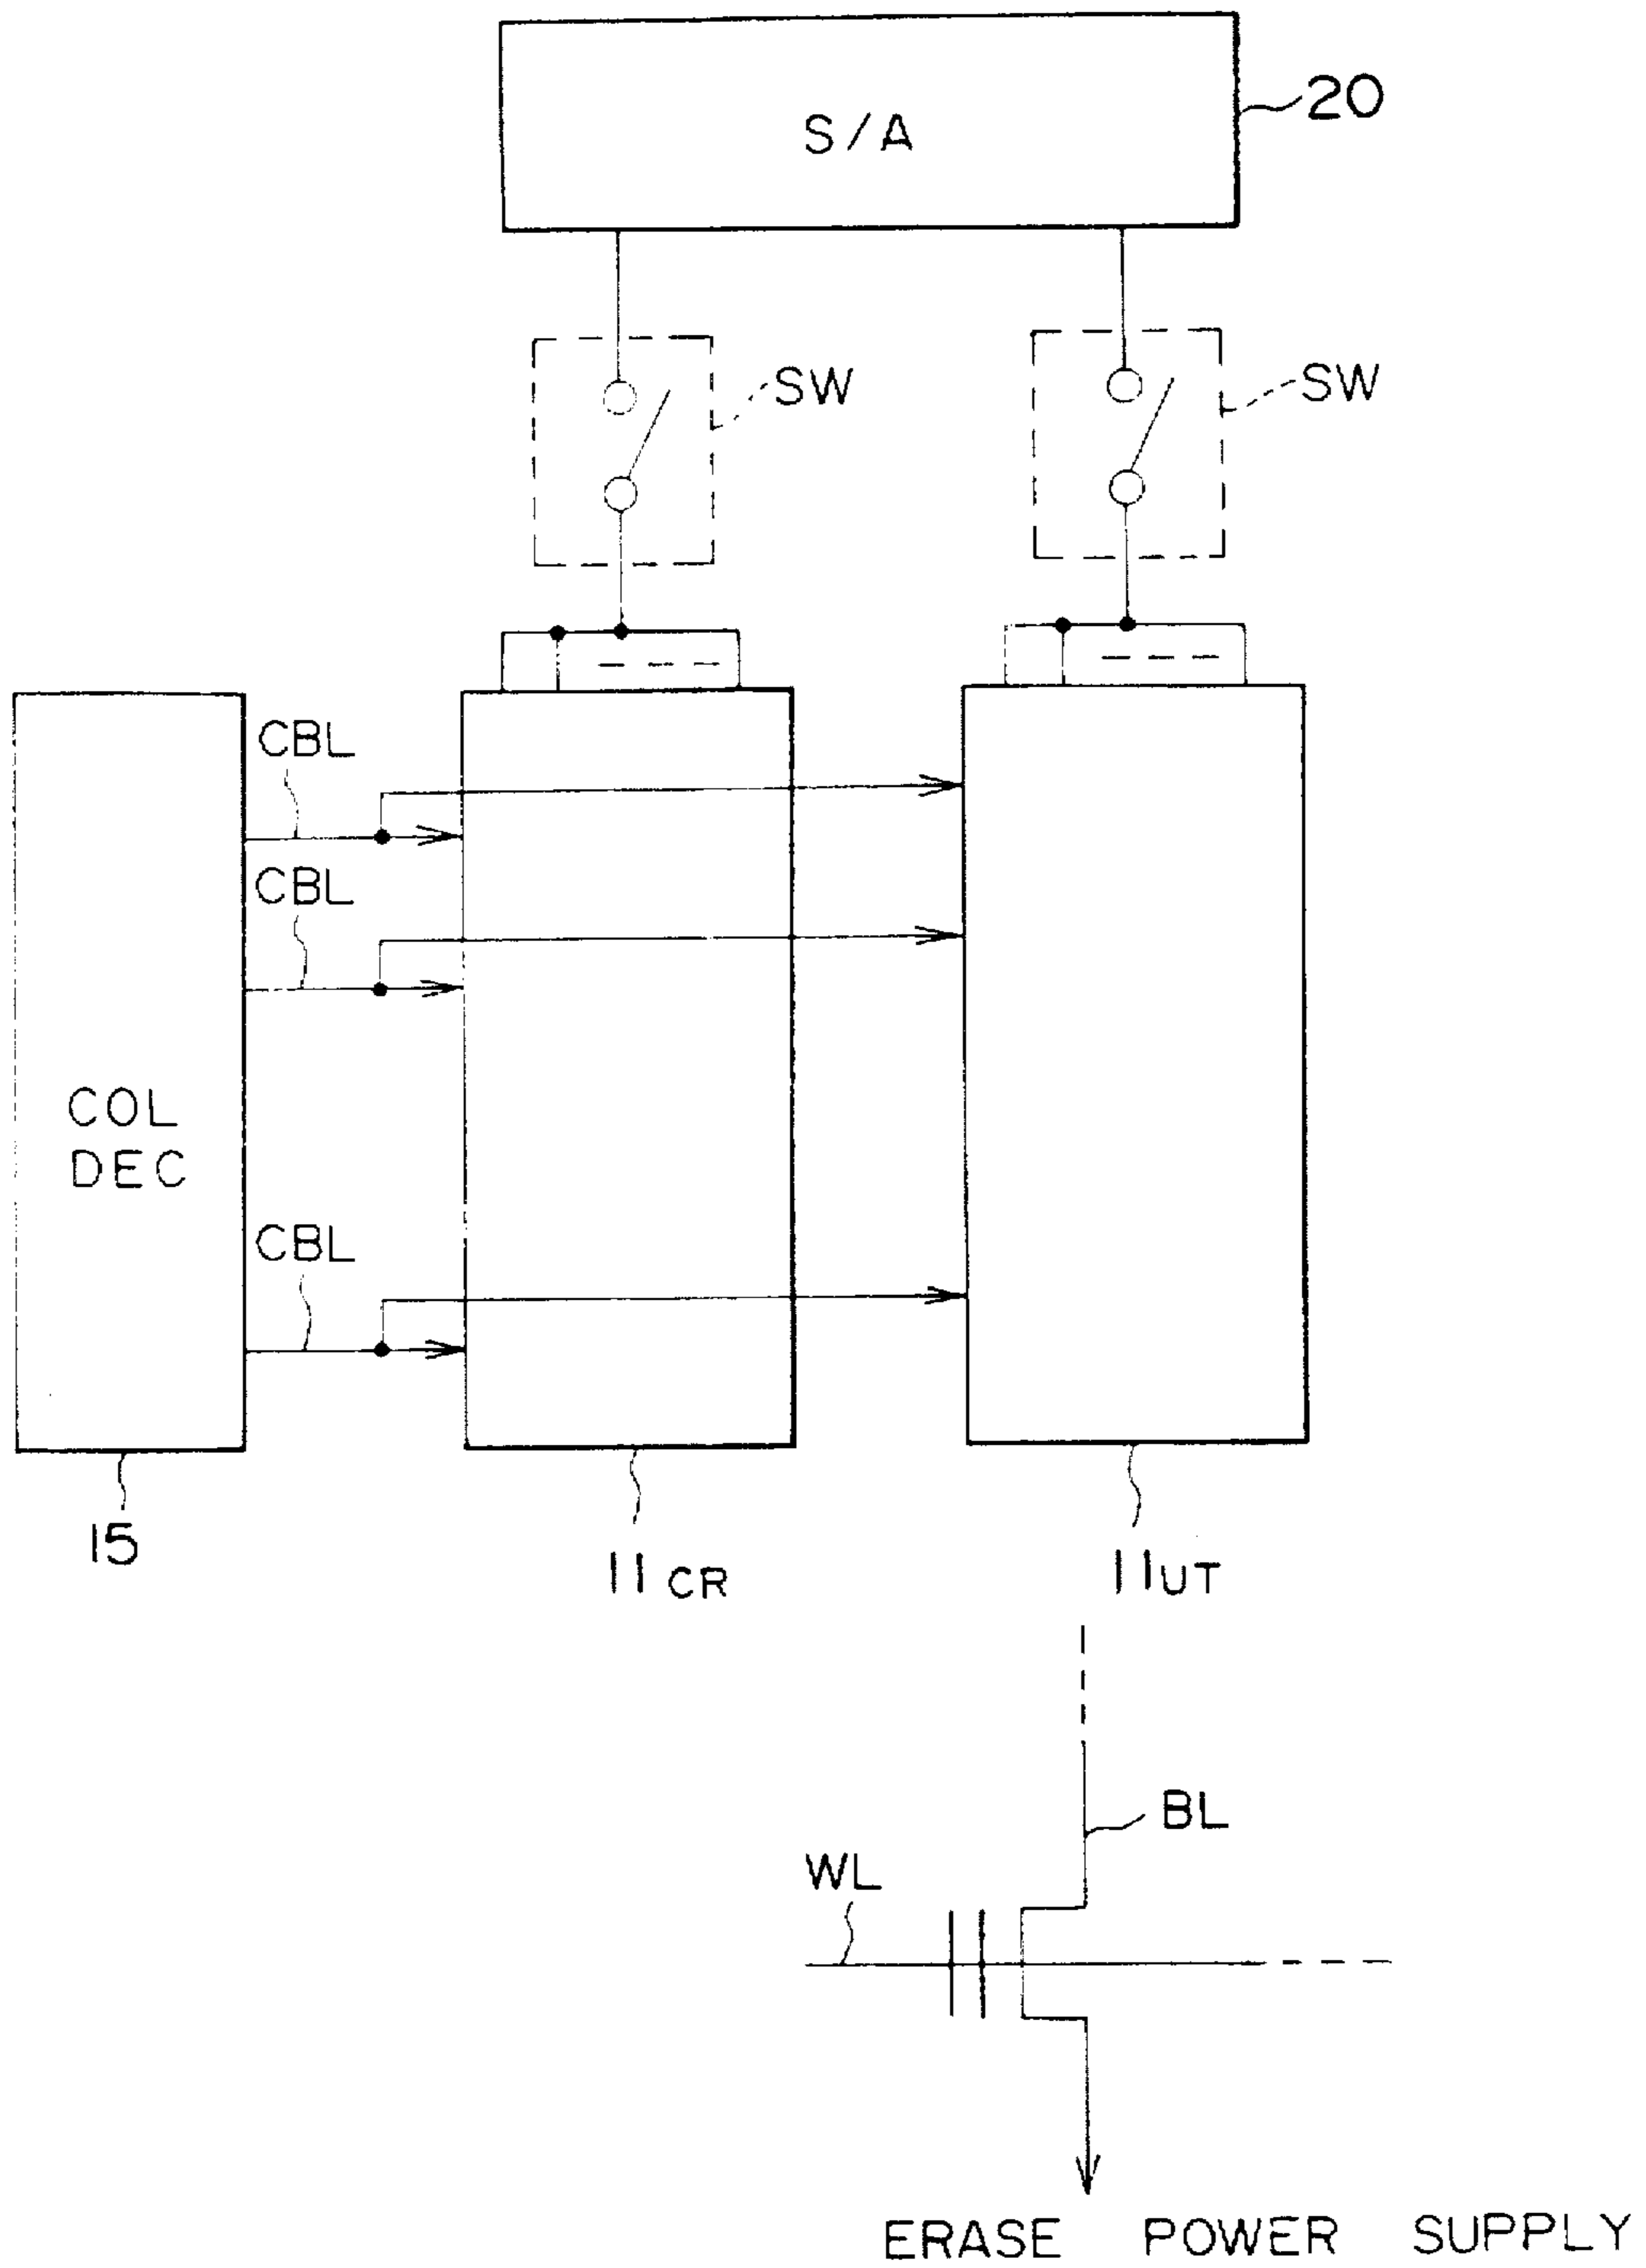 S/A
20
SW
SW
CBL
CBL
COL
DEC
CBL
15
11CR
11UT
BL
WL
ERASE POWER SUPPLY